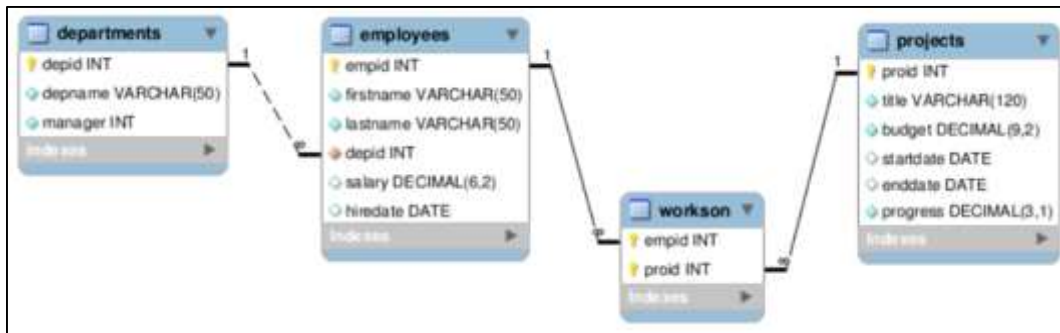 departments
depid INT
depname VARCHAR(50)
manager INT
Indexes
1
∞
employees
empid INT
firstname VARCHAR(50)
lastname VARCHAR(50)
depid INT
salary DECIMAL(6,2)
hiredate DATE
Indexes
1
∞
workson
empid INT
proid INT
Indexes
∞
1
projects
proid INT
title VARCHAR(120)
budget DECIMAL(9,2)
startdate DATE
enddate DATE
progress DECIMAL(3,1)
Indexes